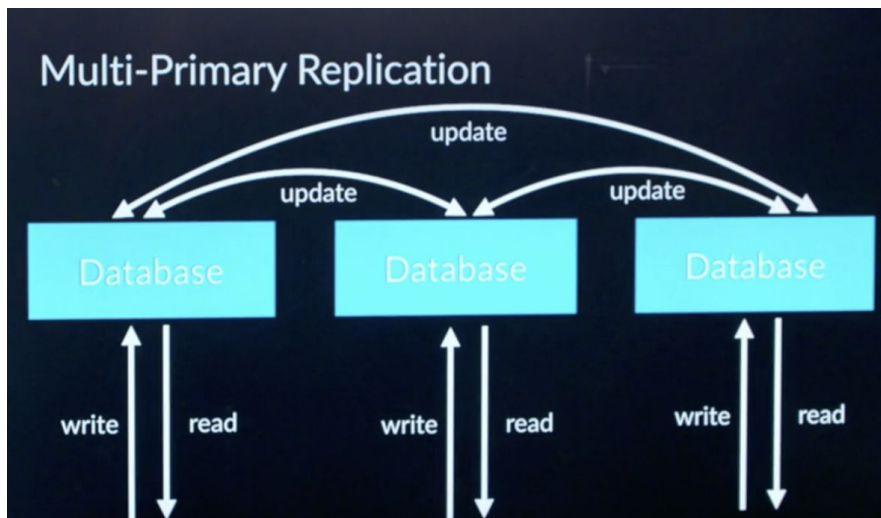 Multi-Primary Replication
update
update
update
Database
Database
Database
write
read
write
read
write
read